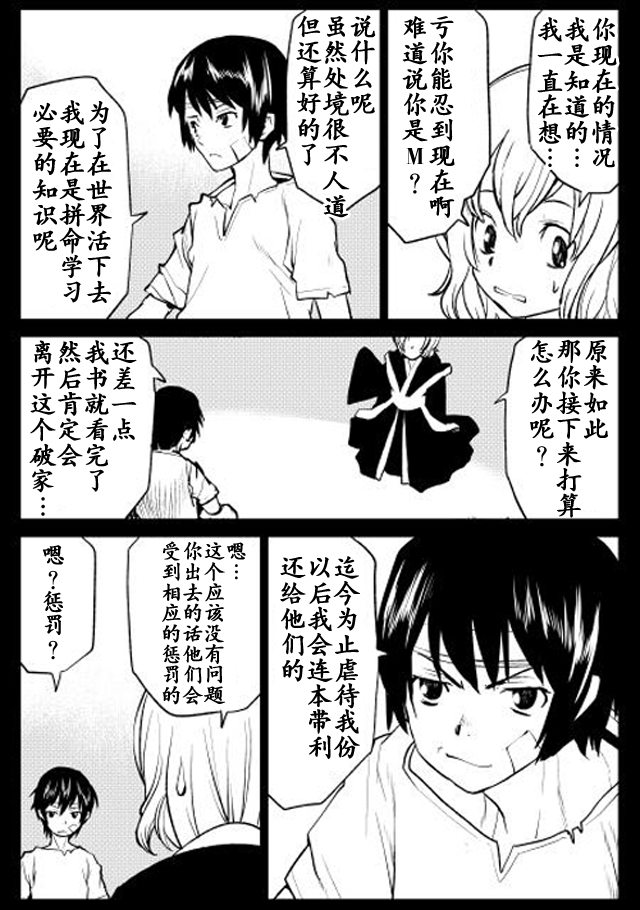 你现在的情况
我是知道的…
我一直在想…
亏你能忍到现在啊
难道说你是M？
说什么呢
虽然处境很不人道
但还算好的了
为了在世界活下去
我现在是拼命学习
必要的知识呢
原来如此
那你接下来打算
怎么办呢？
还差一点
我书就看完了
然后肯定会
离开这个破家…
迄今为止虐待我份
以后我会连本带利
还给他们的
嗯…
这个应该没有问题
你出去的话他们会
受到相应的惩罚的
嗯？惩罚？